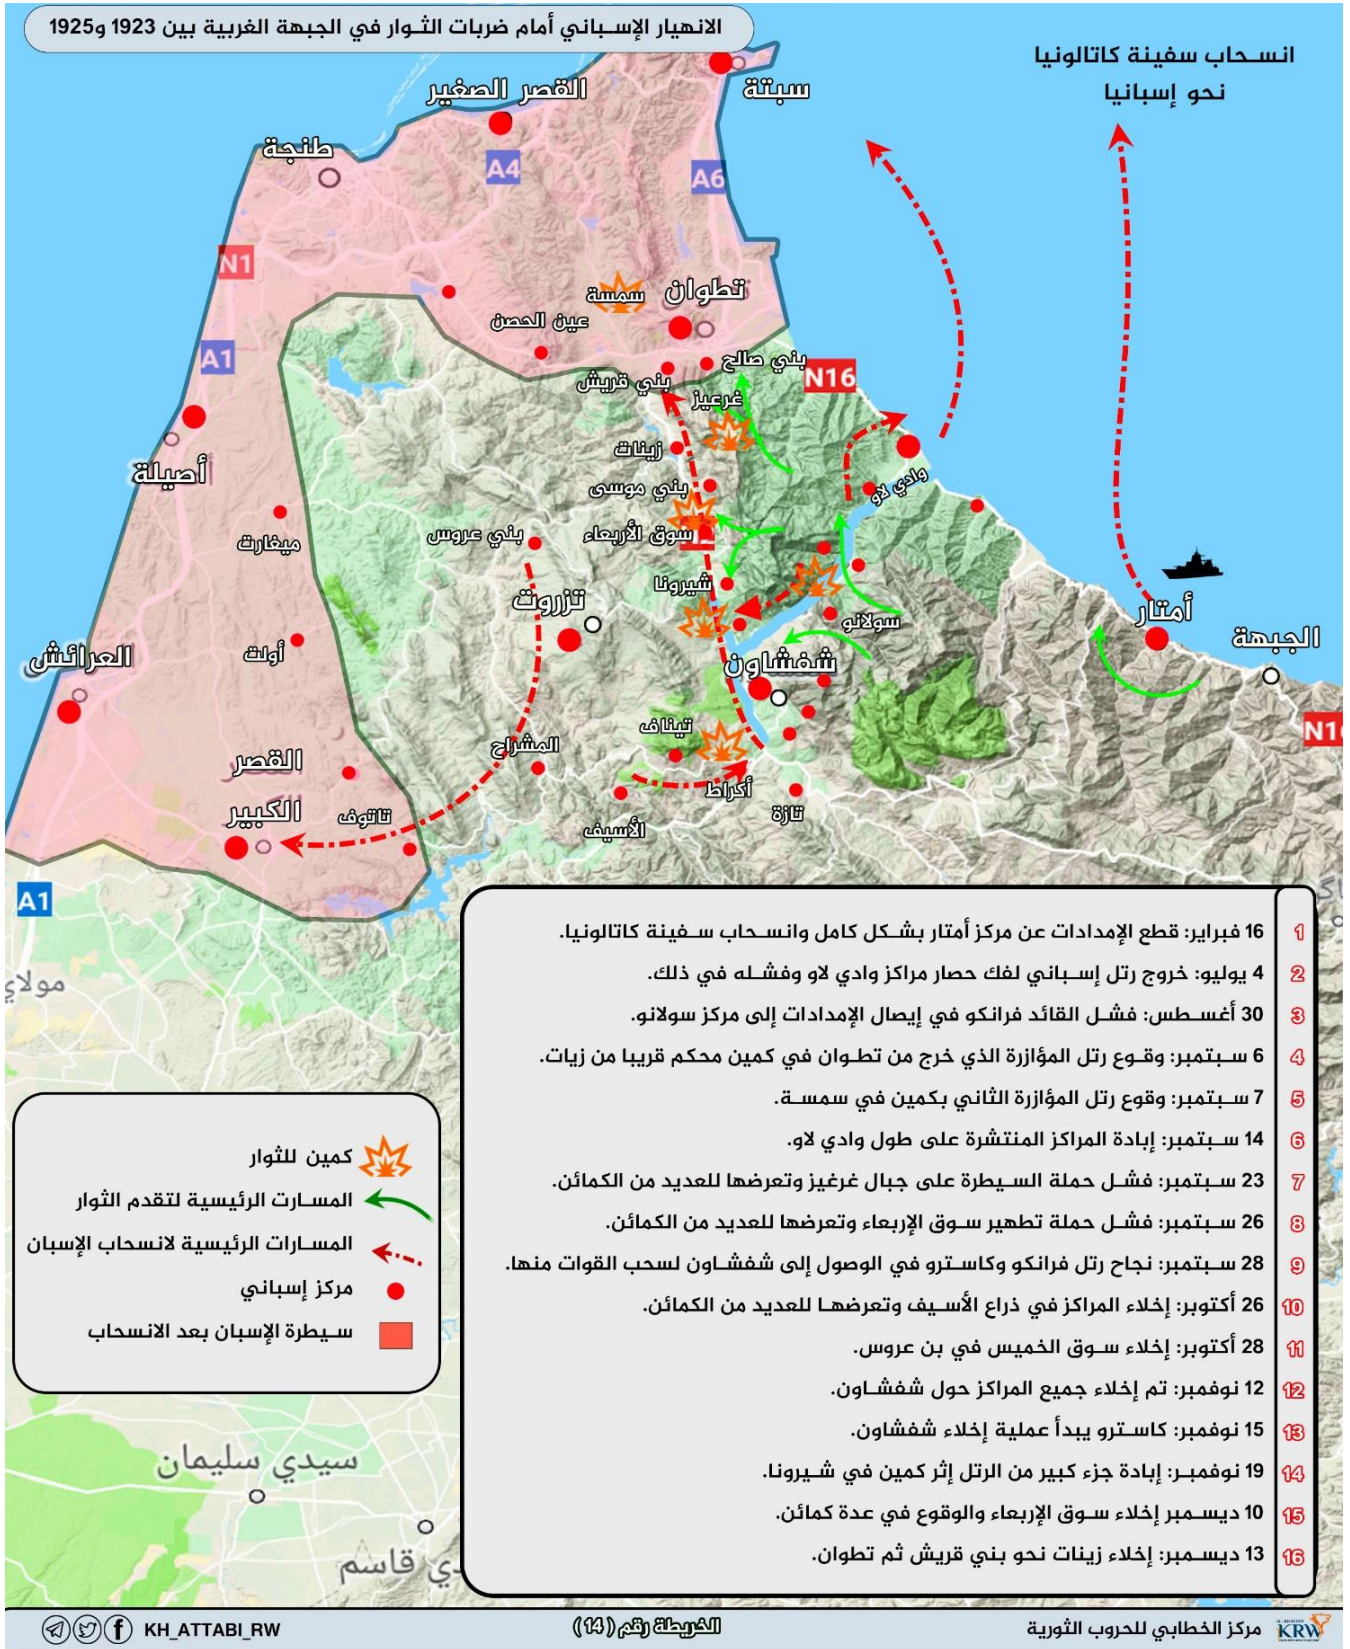 الانهيار الإسباني أمام ضربات الثوار في الجبهة الغربية بين 1923 و1925
انسحاب سفينة كاتالونيا
نحو إسبانيا
سبتة
القصر الصغير
طنجة
A4
A6
N1
سمسة
تطوان
عين الحصن
A1
بني صالح
N16
بني قريش
غرعيز
أصيلة
زينات
وادي لاو
بني موسى
ميغارت
بني عروس
سوق الأربعاء
شيرونا
تزروت
سولانو
أمتار
الجبهة
العرائش
أولت
شفشاون
تيناف
N16
المشراح
القصر
الكبير
أكراط
تاتوف
تازة
الأسيف
A1
مولاي
1 16 فبراير: قطع الإمدادات عن مركز أمتار بشكل كامل وانسحاب سفينة كاتالونيا.
2 4 يوليو: خروج رتل إسباني لفك حصار مراكز وادي لاو وفشله في ذلك.
3 30 أغسطس: فشل القائد فرانكو في إيصال الإمدادات إلى مركز سولانو.
4 6 سبتمبر: وقوع رتل المؤازرة الذي خرج من تطوان في كمين محكم قريبا من زيات.
5 7 سبتمبر: وقوع رتل المؤازرة الثاني بكمين في سمسة.
6 14 سبتمبر: إبادة المراكز المنتشرة على طول وادي لاو.
7 23 سبتمبر: فشل حملة السيطرة على جبال غرغيز وتعرضها للعديد من الكمائن.
8 26 سبتمبر: فشل حملة تطهير سوق الإربعاء وتعرضها للعديد من الكمائن.
9 28 سبتمبر: نجاح رتل فرانكو وكاسترو في الوصول إلى شفشاون لسحب القوات منها.
10 26 أكتوبر: إخلاء المراكز في ذراع الأسيف وتعرضها للعديد من الكمائن.
11 28 أكتوبر: إخلاء سوق الخميس في بن عروس.
12 12 نوفمبر: تم إخلاء جميع المراكز حول شفشاون.
13 15 نوفمبر: كاسترو يبدأ عملية إخلاء شفشاون.
14 19 نوفمبر: إبادة جزء كبير من الرتل إثر كمين في شيرونا.
15 10 ديسمبر إخلاء سوق الإربعاء والوقوع في عدة كمائن.
16 13 ديسمبر: إخلاء زينات نحو بني قريش ثم تطوان.
كمين للثوار
المسارت الرئيسية لتقدم الثوار
المسارات الرئيسية لانسحاب الإسبان
مركز إسباني
سيطرة الإسبان بعد الانسحاب
سيدي سليمان
دي قاسم
KH_ATTABI_RW
الخريطة رقم (14)
مركز الخطابي للحروب الثورية
KRW